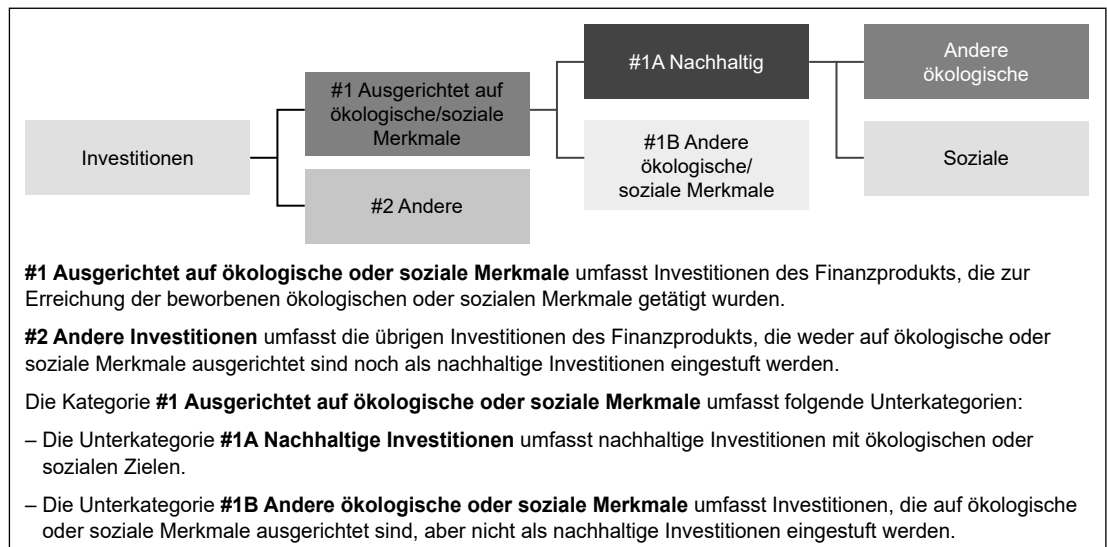 Investitionen
#1 Ausgerichtet auf
ökologische/soziale
Merkmale
#2 Andere
#1A Nachhaltig
#1B Andere
ökologische/
soziale Merkmale
Andere
ökologische
Soziale
#1 Ausgerichtet auf ökologische oder soziale Merkmale umfasst Investitionen des Finanzprodukts, die zur
Erreichung der beworbenen ökologischen oder sozialen Merkmale getätigt wurden.
#2 Andere Investitionen umfasst die übrigen Investitionen des Finanzprodukts, die weder auf ökologische oder
soziale Merkmale ausgerichtet sind noch als nachhaltige Investitionen eingestuft werden.
Die Kategorie #1 Ausgerichtet auf ökologische oder soziale Merkmale umfasst folgende Unterkategorien:
– Die Unterkategorie #1A Nachhaltige Investitionen umfasst nachhaltige Investitionen mit ökologischen oder
sozialen Zielen.
– Die Unterkategorie #1B Andere ökologische oder soziale Merkmale umfasst Investitionen, die auf ökologische
oder soziale Merkmale ausgerichtet sind, aber nicht als nachhaltige Investitionen eingestuft werden.